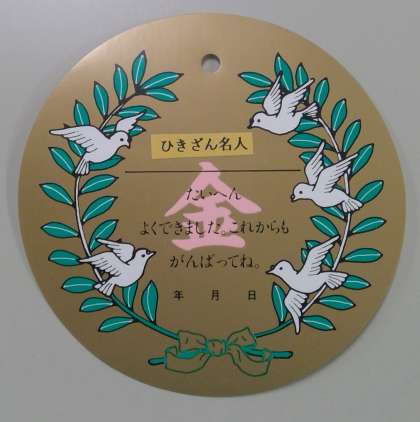 ひきざん名人
金
たいへん
よくできました。これからも
がんばってね。
年 月 日